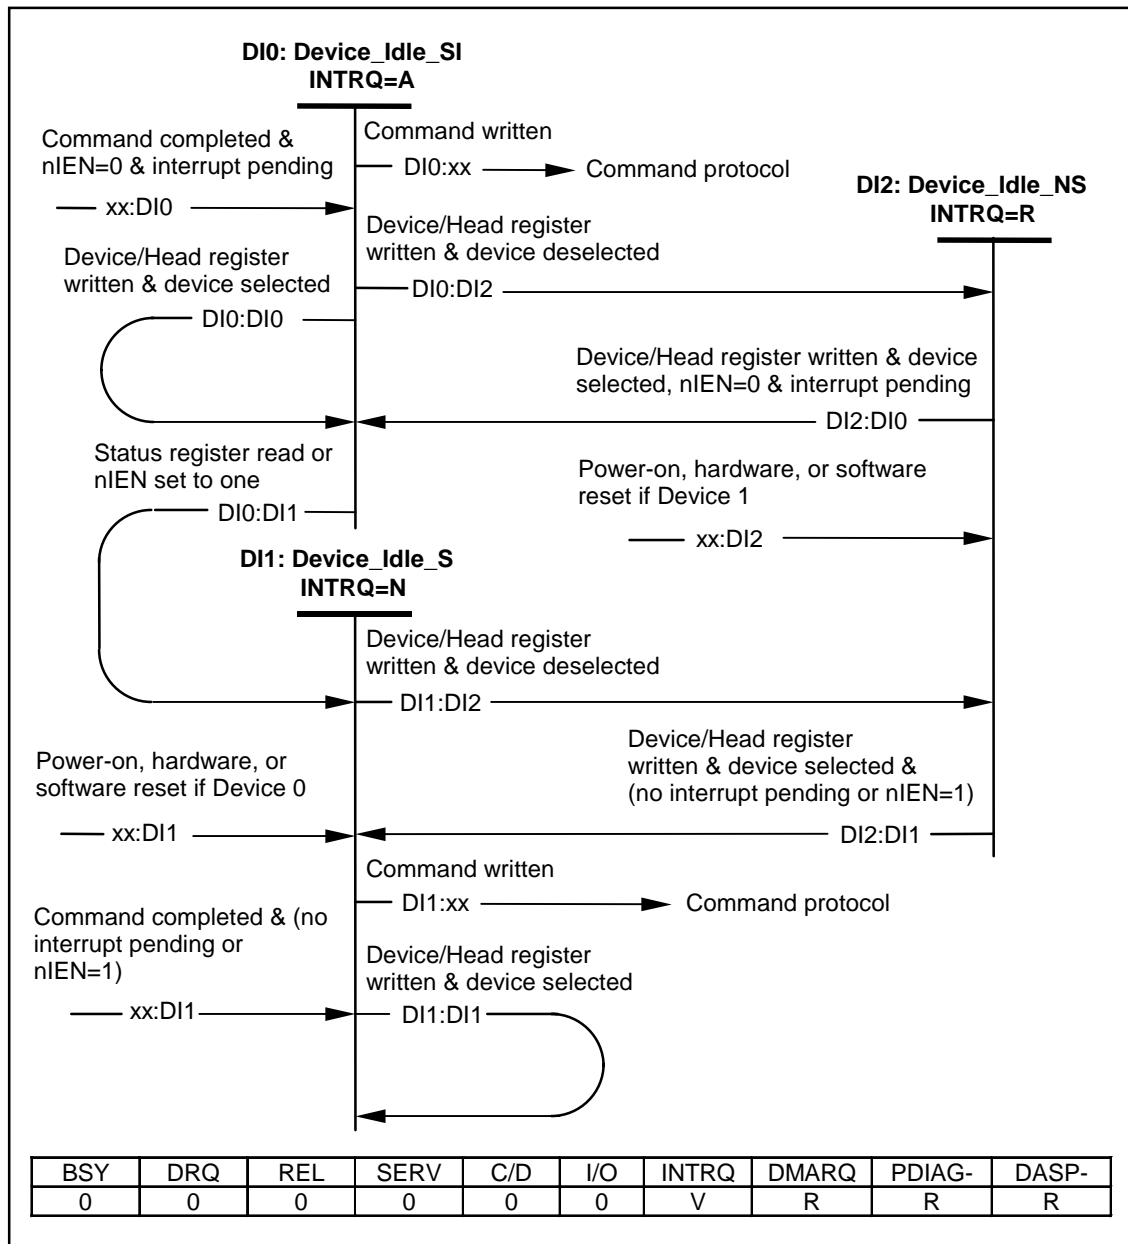 DI0: Device_Idle_SI
INTRQ=A
Command completed &
nIEN=0 & interrupt pending
xx:DI0
Command written
DI0:xx
Command protocol
DI2: Device_Idle_NS
INTRQ=R
Device/Head register
written & device deselected
DI0:DI2
Device/Head register
written & device selected
DI0:DI0
Device/Head register written & device
selected, nIEN=0 & interrupt pending
DI2:DI0
Status register read or
nIEN set to one
DI0:DI1
Power-on, hardware, or software
reset if Device 1
xx:DI2
DI1: Device_Idle_S
INTRQ=N
Device/Head register
written & device deselected
DI1:DI2
Device/Head register
written & device selected &
(no interrupt pending or nIEN=1)
DI2:DI1
Power-on, hardware, or
software reset if Device 0
xx:DI1
Command written
DI1:xx
Command protocol
Command completed & (no
interrupt pending or
nIEN=1)
xx:DI1
Device/Head register
written & device selected
DI1:DI1
BSY DRQ REL SERV C/D I/O INTRQ DMARQ PDIAG- DASP-
0 0 0 0 0 0 V R R R